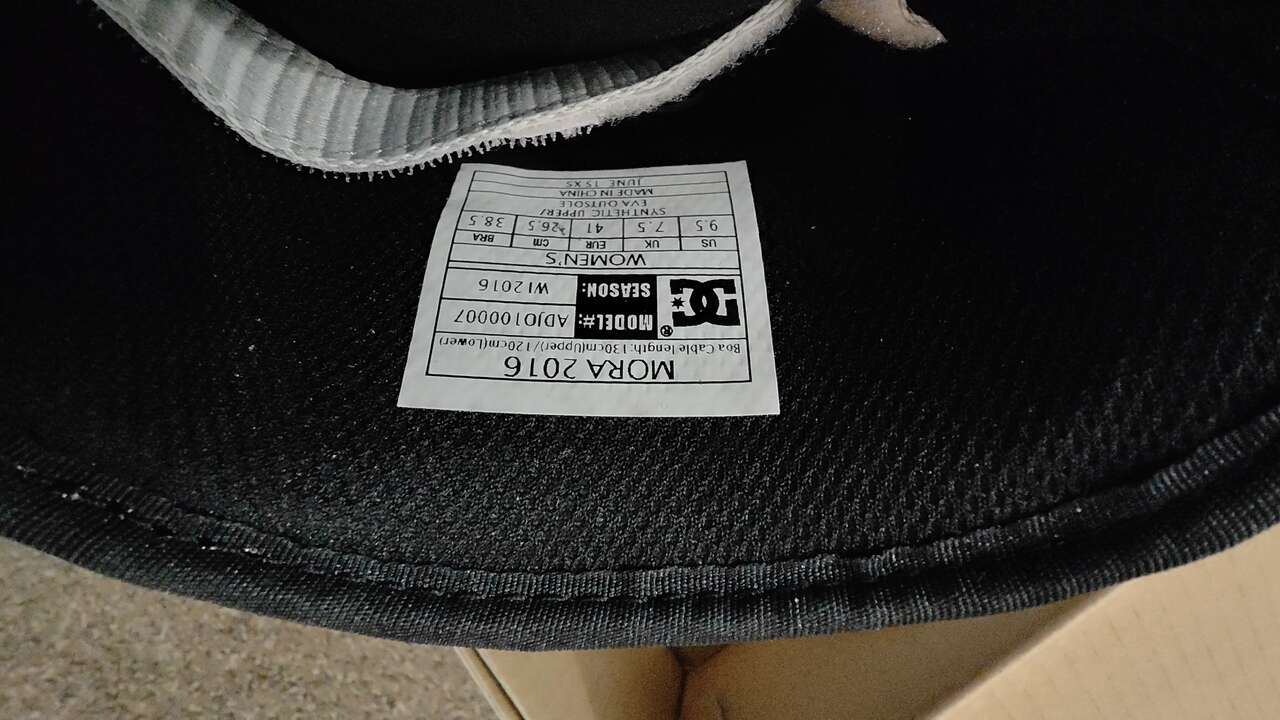 MORA 2016
Boa Cable length: 130cm(Upper)/120cm(Lower)
DC®
MODEL#: ADJO100007
SEASON: WI2016
WOMEN'S
US UK EUR CM BRA
9.5 7.5 41 26.5 38.5
SYNTHETIC UPPER/
EVA OUTSOLE
MADE IN CHINA
JUNE 15XS